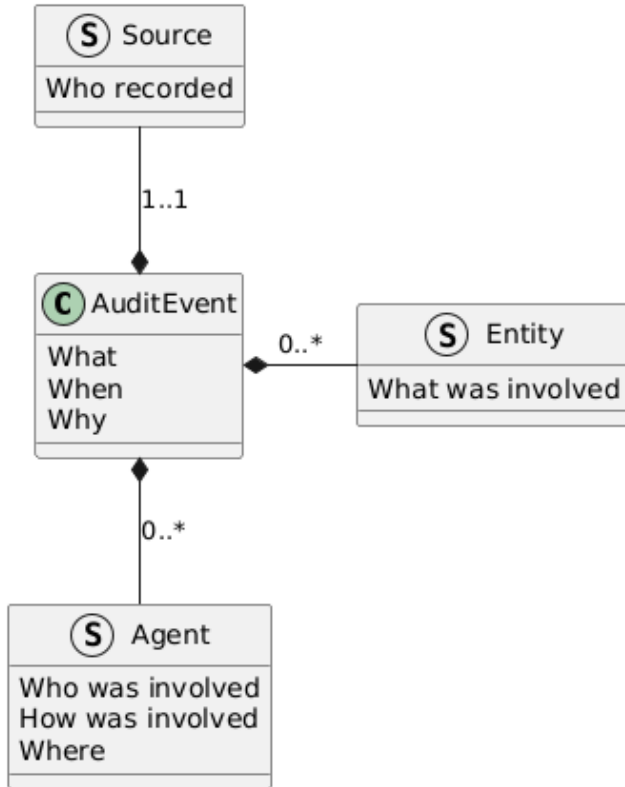 S Source
Who recorded
1..1
C AuditEvent
What
When
Why
0..*
S Entity
What was involved
0..*
S Agent
Who was involved
How was involved
Where